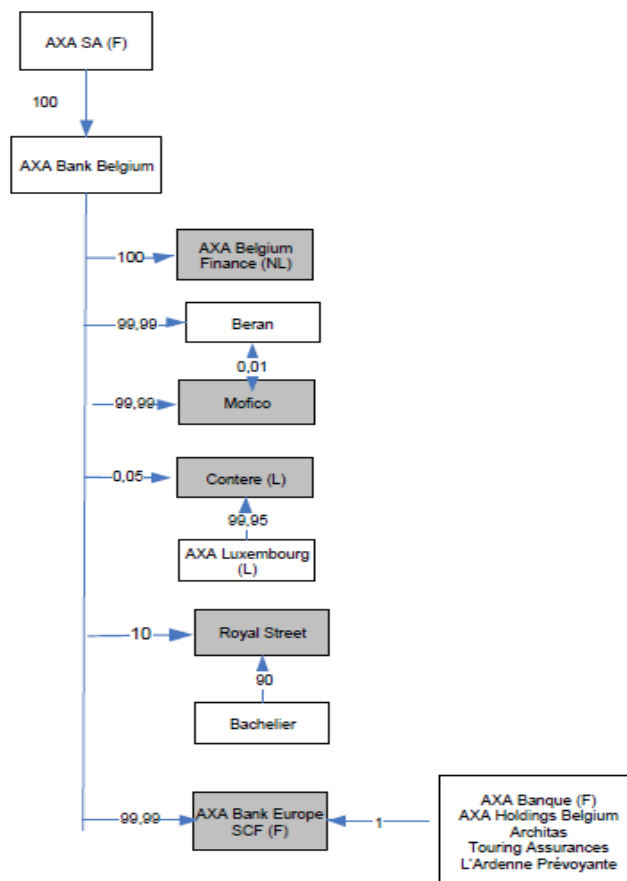 AXA SA (F)
100
AXA Bank Belgium
100
AXA Belgium
Finance (NL)
99,99
Beran
0,01
99,99
Mofico
0,05
Contere (L)
99,95
AXA Luxembourg
(L)
10
Royal Street
90
Bachelier
99,99
AXA Bank Europe
SCF (F)
1
AXA Banque (F)
AXA Holdings Belgium
Architas
Touring Assurances
L'Ardenne Prévoyante